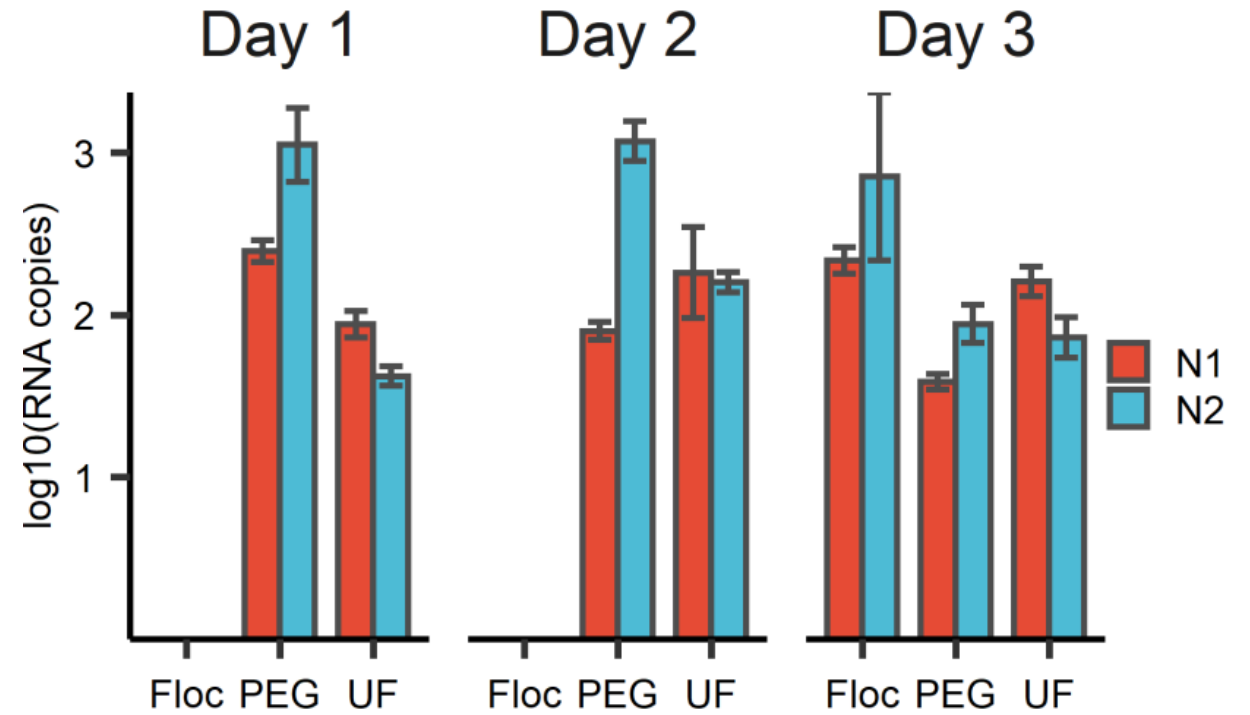 Day 1
Day 2
Day 3
log10(RNA copies)
3
2
1
Floc PEG UF
Floc PEG UF
Floc PEG UF
N1
N2